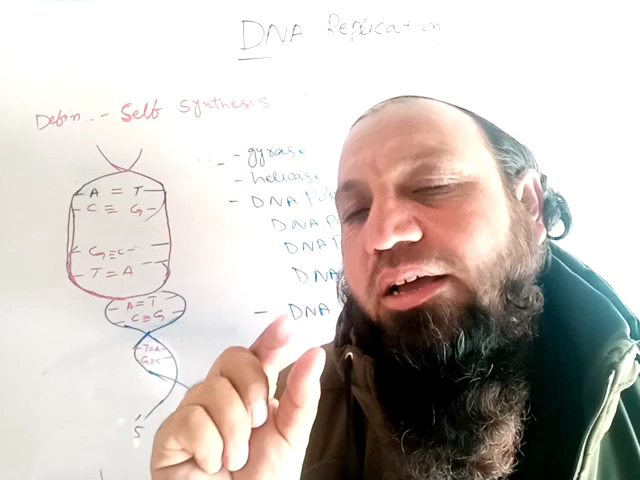 DNA Replication
Defin..- Self Synthesis
- gyrase
- helicase
- DNA Pol
DNA P
DNA P
DNA
- DNA
A = T
C ≡ G
G ≡ C
T = A
A = T
C ≡ G
T = A
G ≡ C
5'